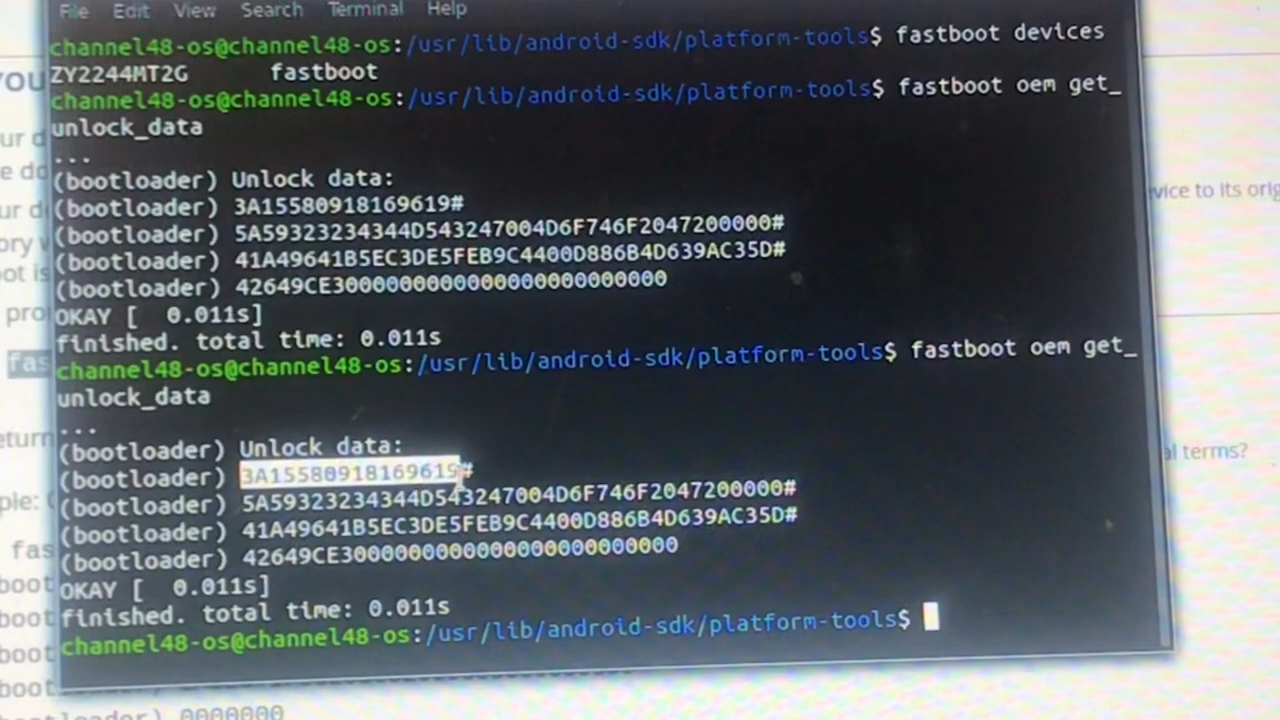 File Edit View Search Terminal Help
channel48-os@channel48-os:/usr/lib/android-sdk/platform-tools$ fastboot devices
ZY2244MT2G fastboot
channel48-os@channel48-os:/usr/lib/android-sdk/platform-tools$ fastboot oem get_
unlock_data
...
(bootloader) Unlock data:
(bootloader) 3A15580918169619#
(bootloader) 5A59323234344D543247004D6F746F2047200000#
(bootloader) 41A49641B5EC3DE5FEB9C4400D886B4D639AC35D#
(bootloader) 42649CE3000000000000000000000000
OKAY [ 0.011s]
finished. total time: 0.011s
channel48-os@channel48-os:/usr/lib/android-sdk/platform-tools$ fastboot oem get_
unlock_data
...
(bootloader) Unlock data:
(bootloader) 3A15580918169619#
(bootloader) 5A59323234344D543247004D6F746F2047200000#
(bootloader) 41A49641B5EC3DE5FEB9C4400D886B4D639AC35D#
(bootloader) 42649CE3000000000000000000000000
OKAY [ 0.011s]
finished. total time: 0.011s
channel48-os@channel48-os:/usr/lib/android-sdk/platform-tools$
to its
terms?